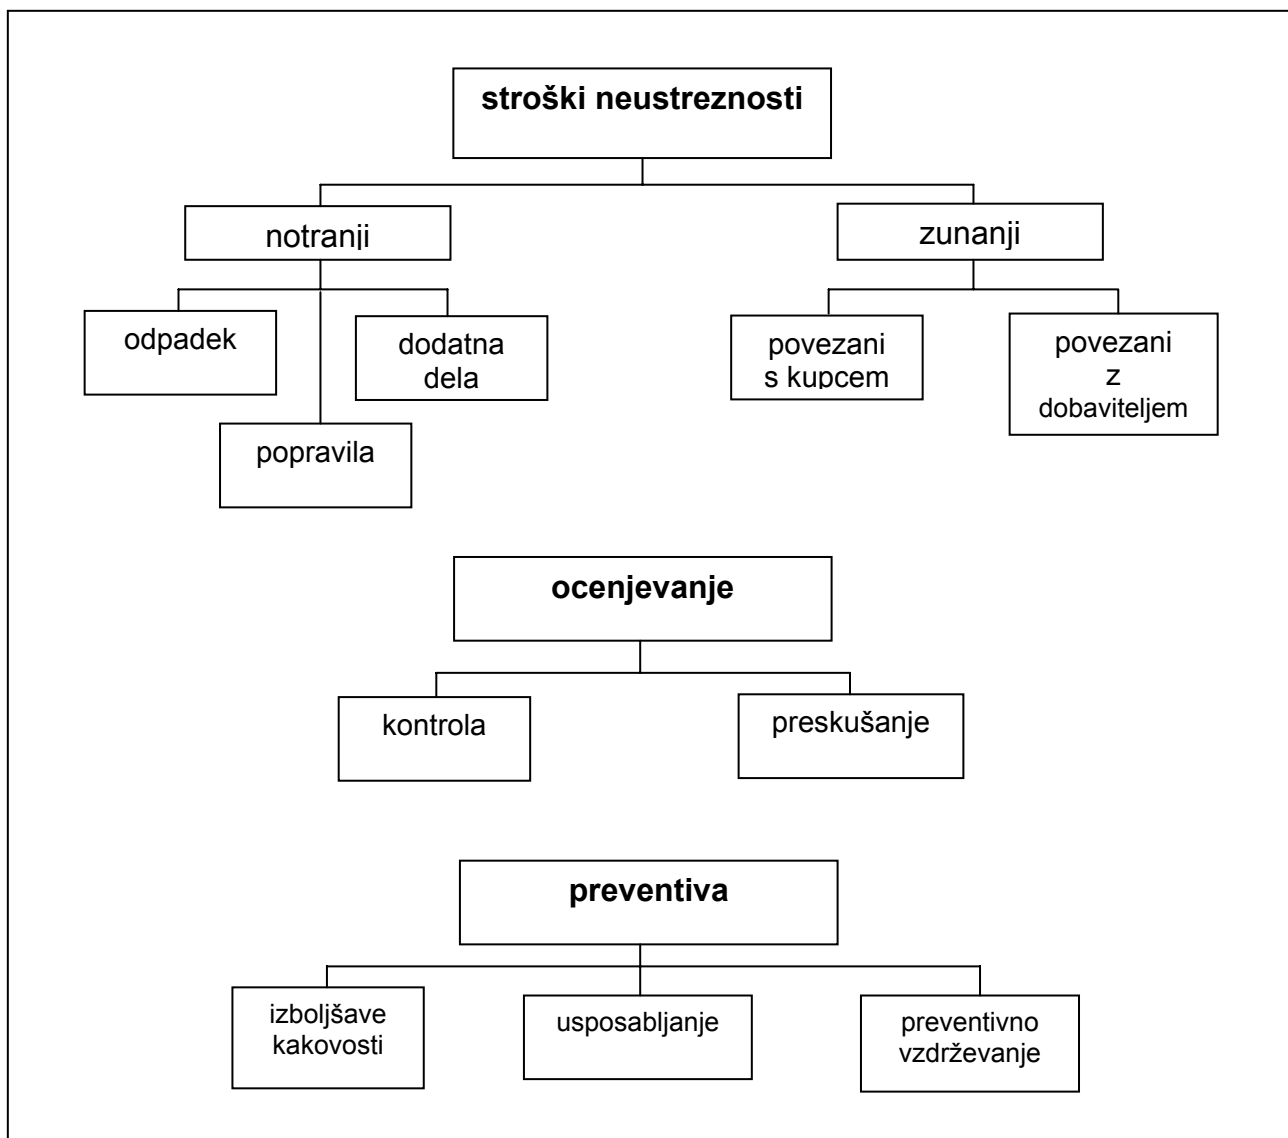 stroški neustreznosti
notranji
zunanji
odpadek
dodatna
dela
popravila
povezani
s kupcem
povezani
z
dobaviteljem
ocenjevanje
kontrola
preskušanje
preventiva
izboljšave
kakovosti
usposabljanje
preventivno
vzdrževanje